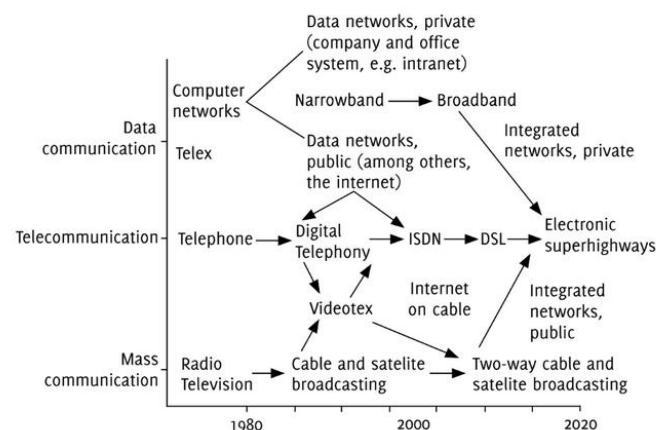 Data networks, private
(company and office
system, e.g. intranet)
Computer
networks
Narrowband
Broadband
Data
communication
Telex
Data networks,
public (among others,
the internet)
Integrated
networks, private
Telecommunication
Telephone
Digital
Telephony
ISDN
DSL
Electronic
superhighways
Videotex
Internet
on cable
Integrated
networks,
public
Mass
communication
Radio
Television
Cable and satelite
broadcasting
Two-way cable and
satelite broadcasting
1980
2000
2020